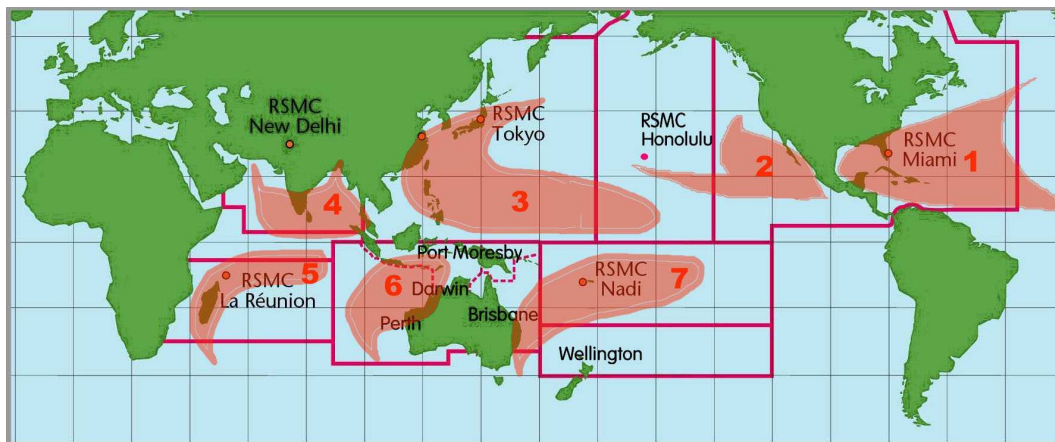 RSMC
New Delhi
RSMC
Tokyo
RSMC
Honolulu
RSMC
Miami
1
2
3
4
5
RSMC
La Réunion
6
Port Moresby
Darwin
Perth
Brisbane
RSMC
Nadi
7
Wellington